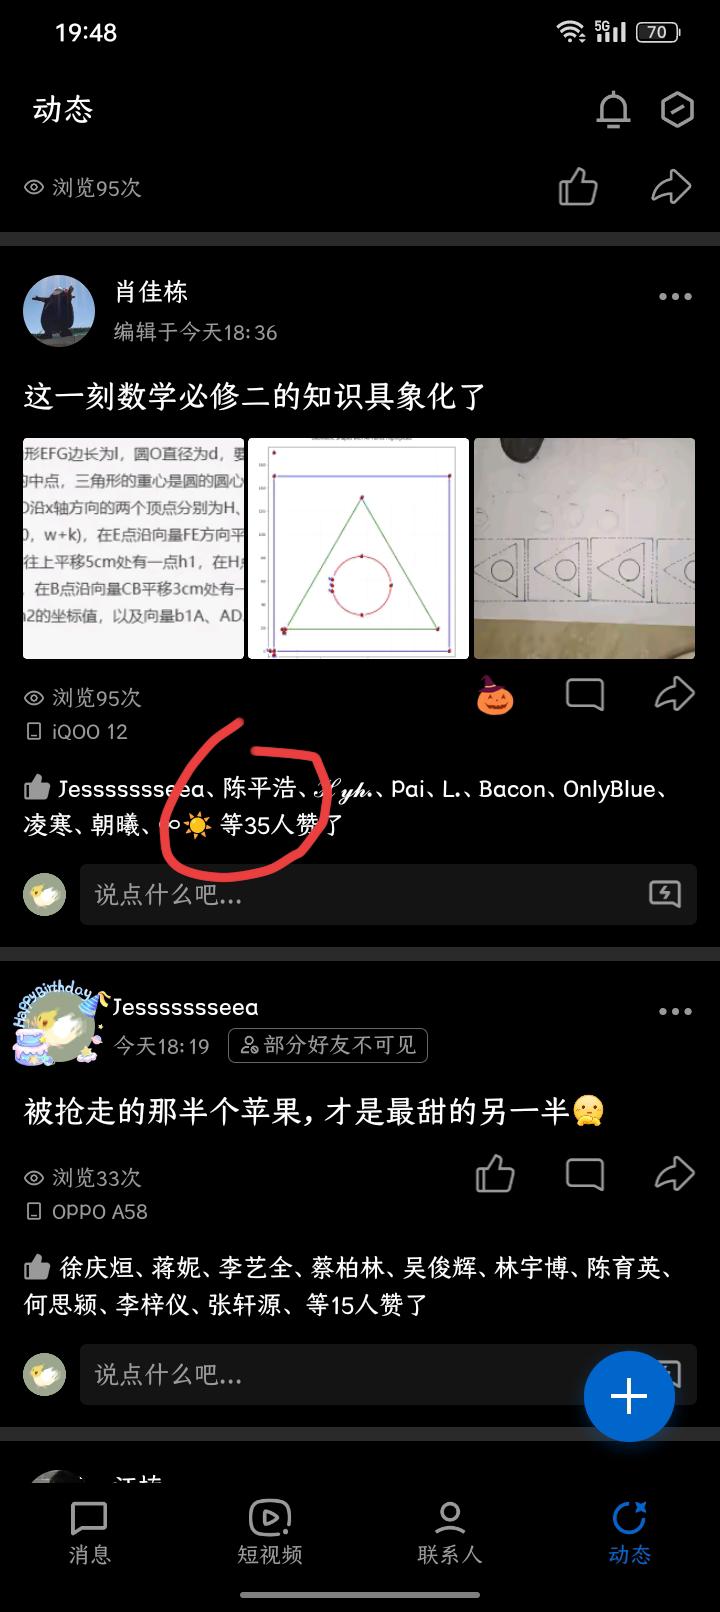 19:48
5G
70
动态
浏览95次
肖佳栋
编辑于今天18:36
这一刻数学必修二的知识具象化了
形EFG边长为l，圆O直径为d，要
中点，三角形的重心是圆的圆心
沿x轴方向的两个顶点分别为H、
w+k)，在E点沿向量FE方向平
往上平移5cm处有一点h1，在H
在B点沿向量CB平移3cm处有一
2的坐标值，以及向量b1A、AD
浏览95次
iQOO 12
Jessssssseea、陈平浩、𝒽.、Pai、L.、Bacon、OnlyBlue、
凌寒、朝曦、☀️ 等35人赞了
说点什么吧...
HappyBirthday
Jessssssseea
今天18:19 部分好友不可见
被抢走的那半个苹果，才是最甜的另一半
浏览33次
OPPO A58
徐庆烜、蒋妮、李艺全、蔡柏林、吴俊辉、林宇博、陈育英、
何思颖、李梓仪、张轩源、等15人赞了
说点什么吧...
消息
短视频
联系人
动态